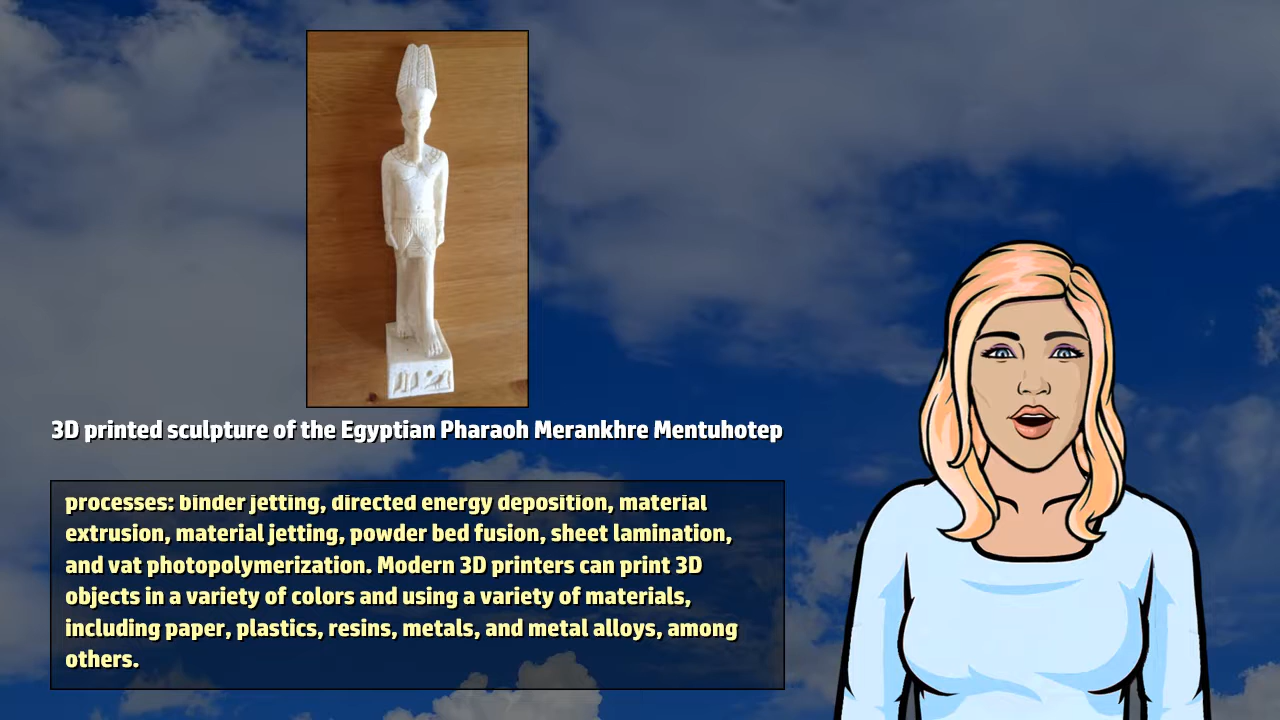 3D printed sculpture of the Egyptian Pharaoh Merankhre Mentuhotep
processes: binder jetting, directed energy deposition, material
extrusion, material jetting, powder bed fusion, sheet lamination,
and vat photopolymerization. Modern 3D printers can print 3D
objects in a variety of colors and using a variety of materials,
including paper, plastics, resins, metals, and metal alloys, among
others.